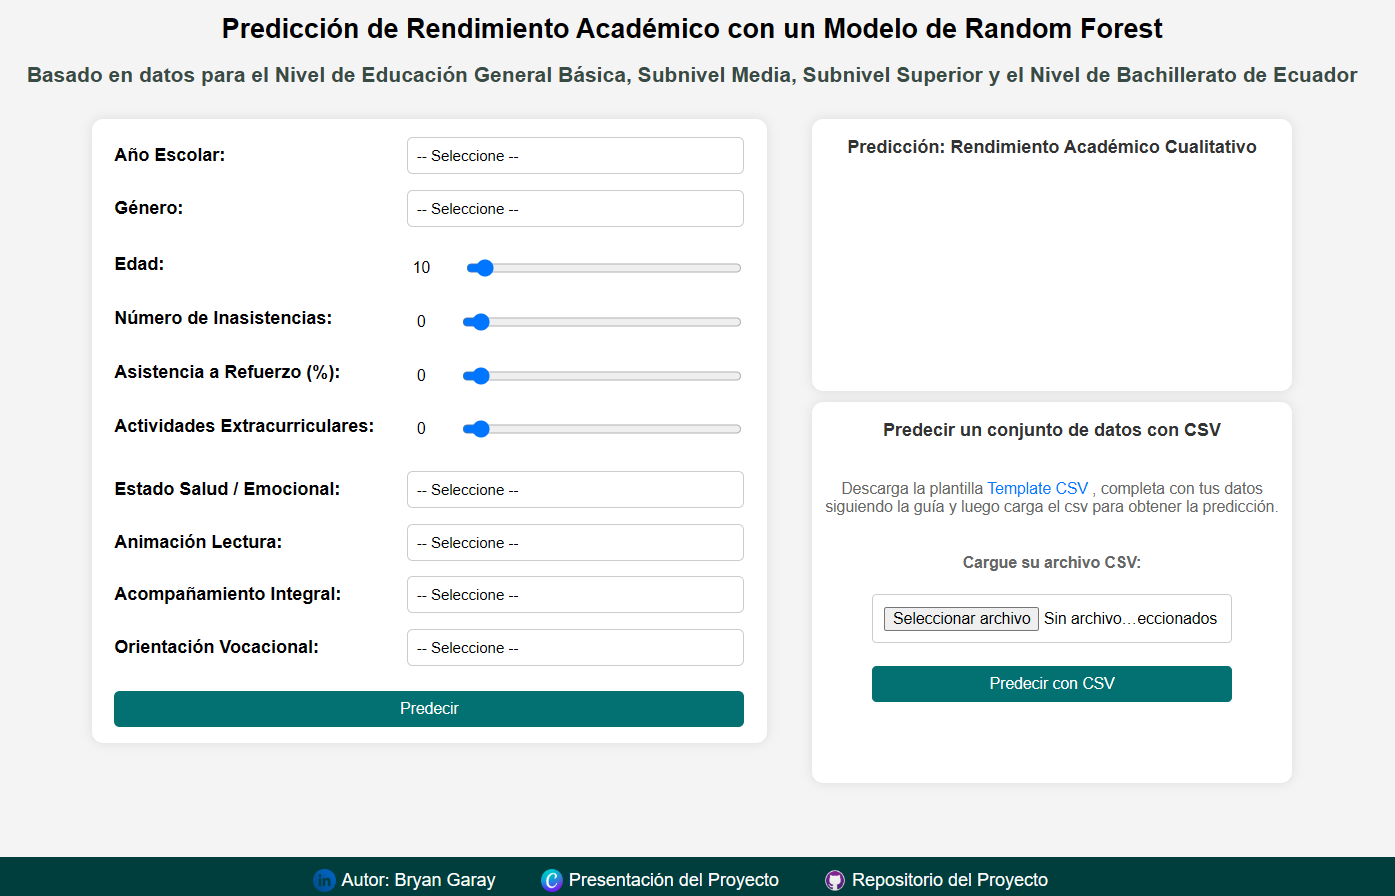 Predicción de Rendimiento Académico con un Modelo de Random Forest
Basado en datos para el Nivel de Educación General Básica, Subnivel Media, Subnivel Superior y el Nivel de Bachillerato de Ecuador
Año Escolar:
-- Seleccione --
Género:
-- Seleccione --
Edad:
10
Número de Inasistencias:
0
Asistencia a Refuerzo (%):
0
Actividades Extracurriculares:
0
Estado Salud / Emocional:
-- Seleccione --
Animación Lectura:
-- Seleccione --
Acompañamiento Integral:
-- Seleccione --
Orientación Vocacional:
-- Seleccione --
Predecir
Predicción: Rendimiento Académico Cualitativo
Predecir un conjunto de datos con CSV
Descarga la plantilla Template CSV , completa con tus datos
siguiendo la guía y luego carga el csv para obtener la predicción.
Cargue su archivo CSV:
Seleccionar archivo Sin archivo...eccionados
Predecir con CSV
in Autor: Bryan Garay
C Presentación del Proyecto
Repositorio del Proyecto